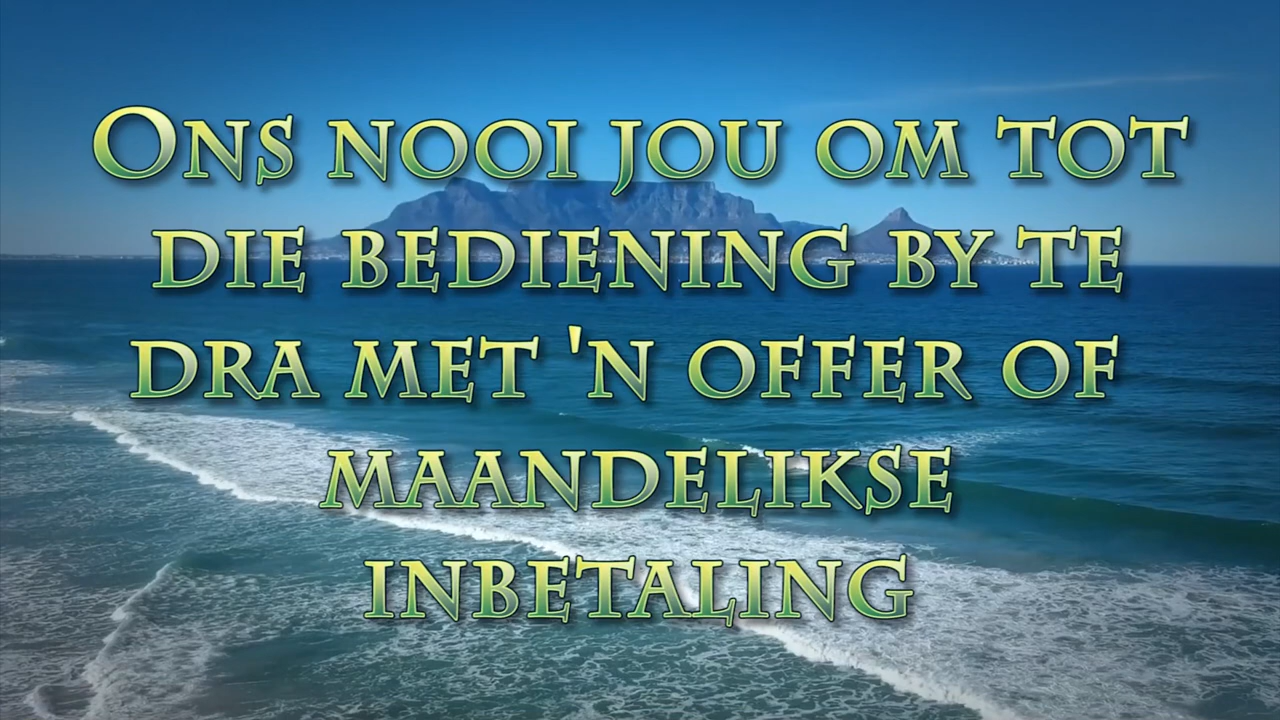 Ons nooi jou om tot
die bediening by te
dra met 'n offer of
maandelikse
inbetaling